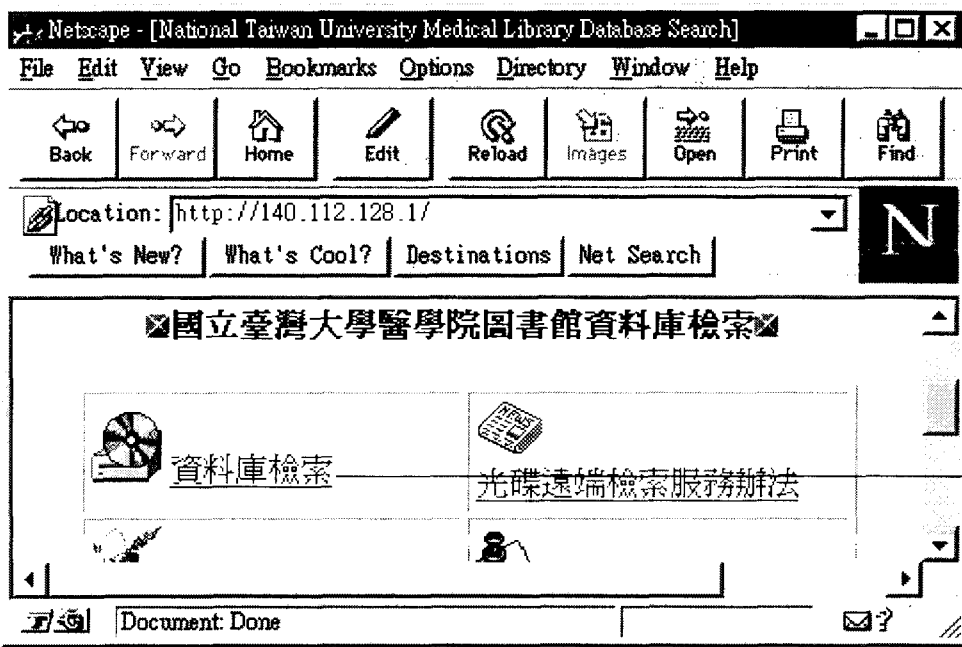 Netscape - [National Taiwan University Medical Library Database Search]
File Edit View Go Bookmarks Options Directory Window Help
Back Forward Home Edit Reload Images Open Print Find
Location: http://140.112.128.1/
N
What's New? What's Cool? Destinations Net Search
國立臺灣大學醫學院圖書館資料庫檢索
NEWS
資料庫檢索
光碟遠端檢索服務辦法
Document: Done